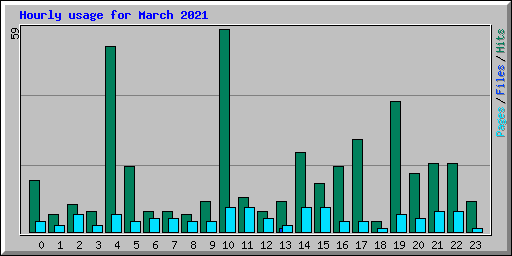 Hourly usage for March 2021
59
Pages/Files/Hits
0 1 2 3 4 5 6 7 8 9 10 11 12 13 14 15 16 17 18 19 20 21 22 23